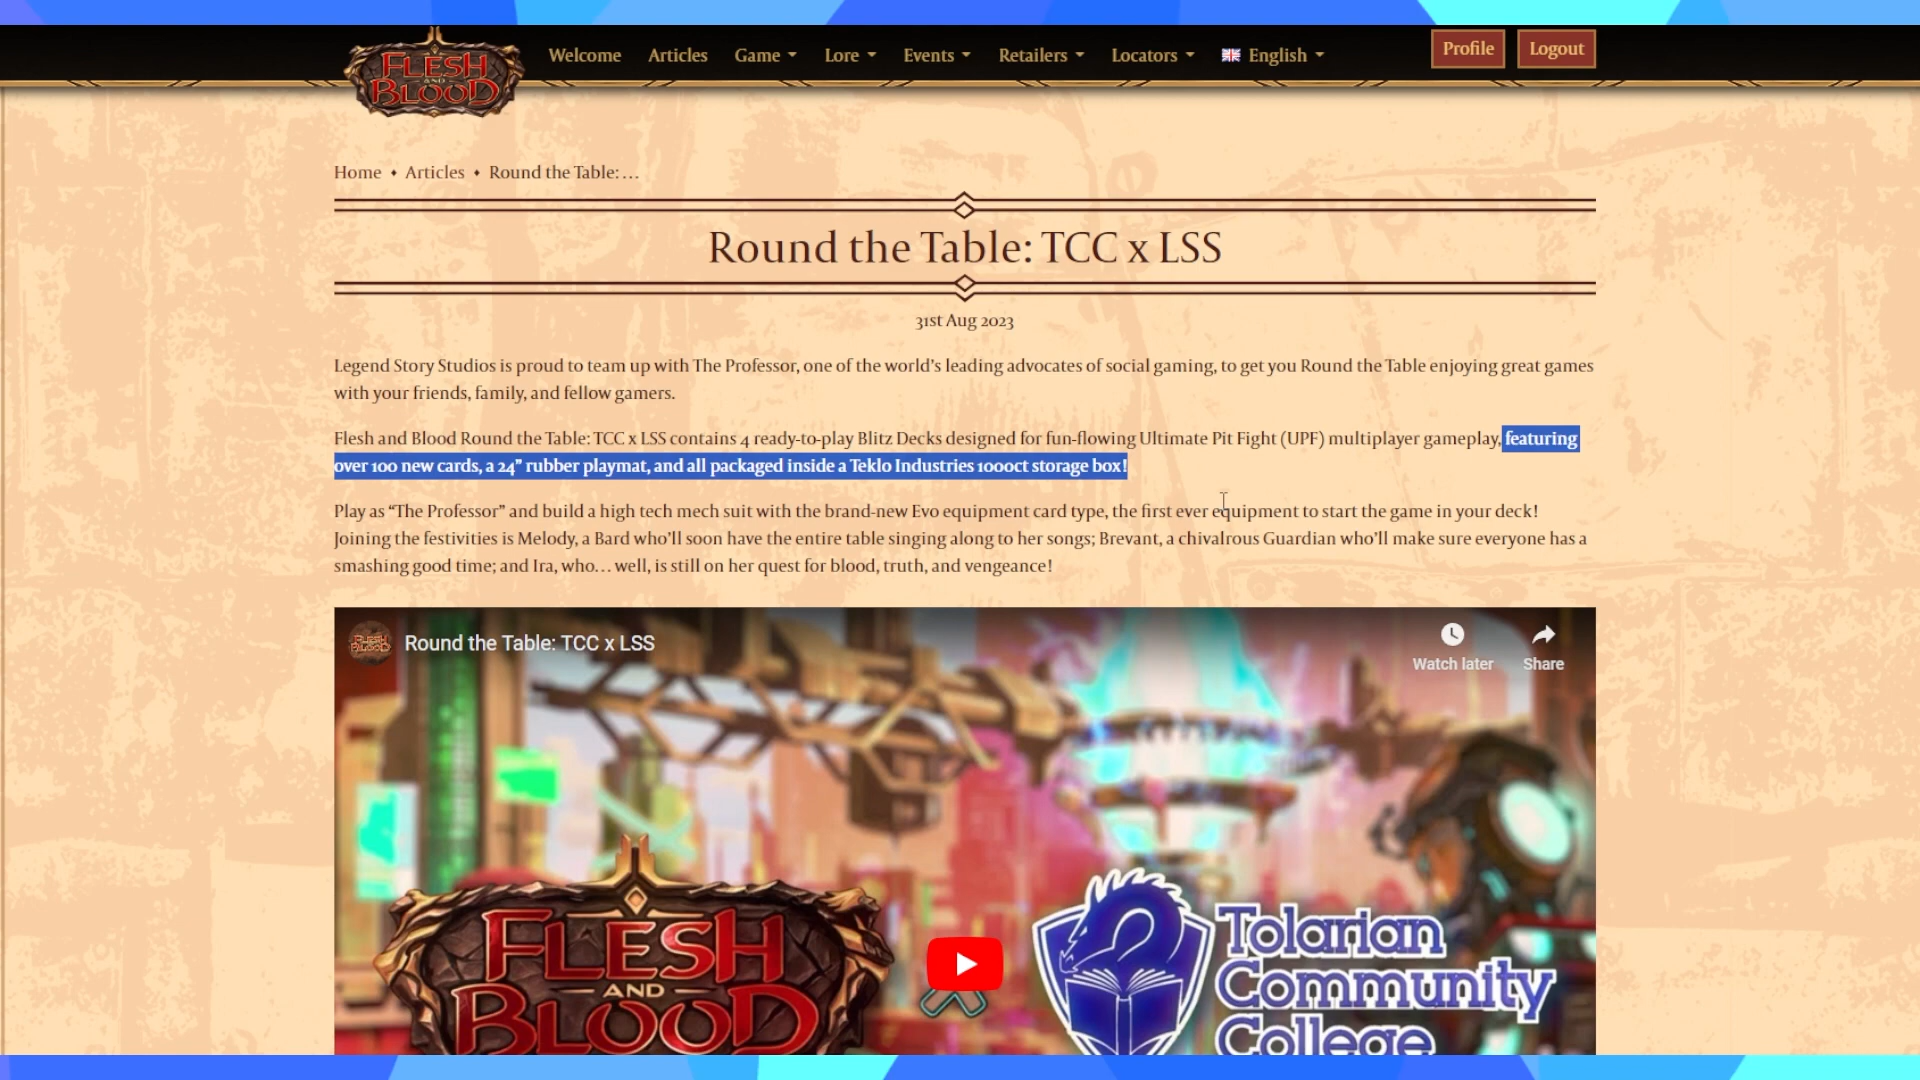 FLESH
AND
BLOOD
Welcome Articles Game Lore Events Retailers Locators English Profile Logout
Home ♦ Articles ♦ Round the Table: …
Round the Table: TCC x LSS
31st Aug 2023
Legend Story Studios is proud to team up with The Professor, one of the world’s leading advocates of social gaming, to get you Round the Table enjoying great games
with your friends, family, and fellow gamers.
Flesh and Blood Round the Table: TCC x LSS contains 4 ready-to-play Blitz Decks designed for fun-flowing Ultimate Pit Fight (UPF) multiplayer gameplay, featuring
over 100 new cards, a 24” rubber playmat, and all packaged inside a Teklo Industries 1000ct storage box!
Play as “The Professor” and build a high tech mech suit with the brand-new Evo equipment card type, the first ever equipment to start the game in your deck!
Joining the festivities is Melody, a Bard who’ll soon have the entire table singing along to her songs; Brevant, a chivalrous Guardian who’ll make sure everyone has a
smashing good time; and Ira, who… well, is still on her quest for blood, truth, and vengeance!
Round the Table: TCC x LSS
Watch later Share
FLESH
AND
BLOOD
Tolarian
Community
College